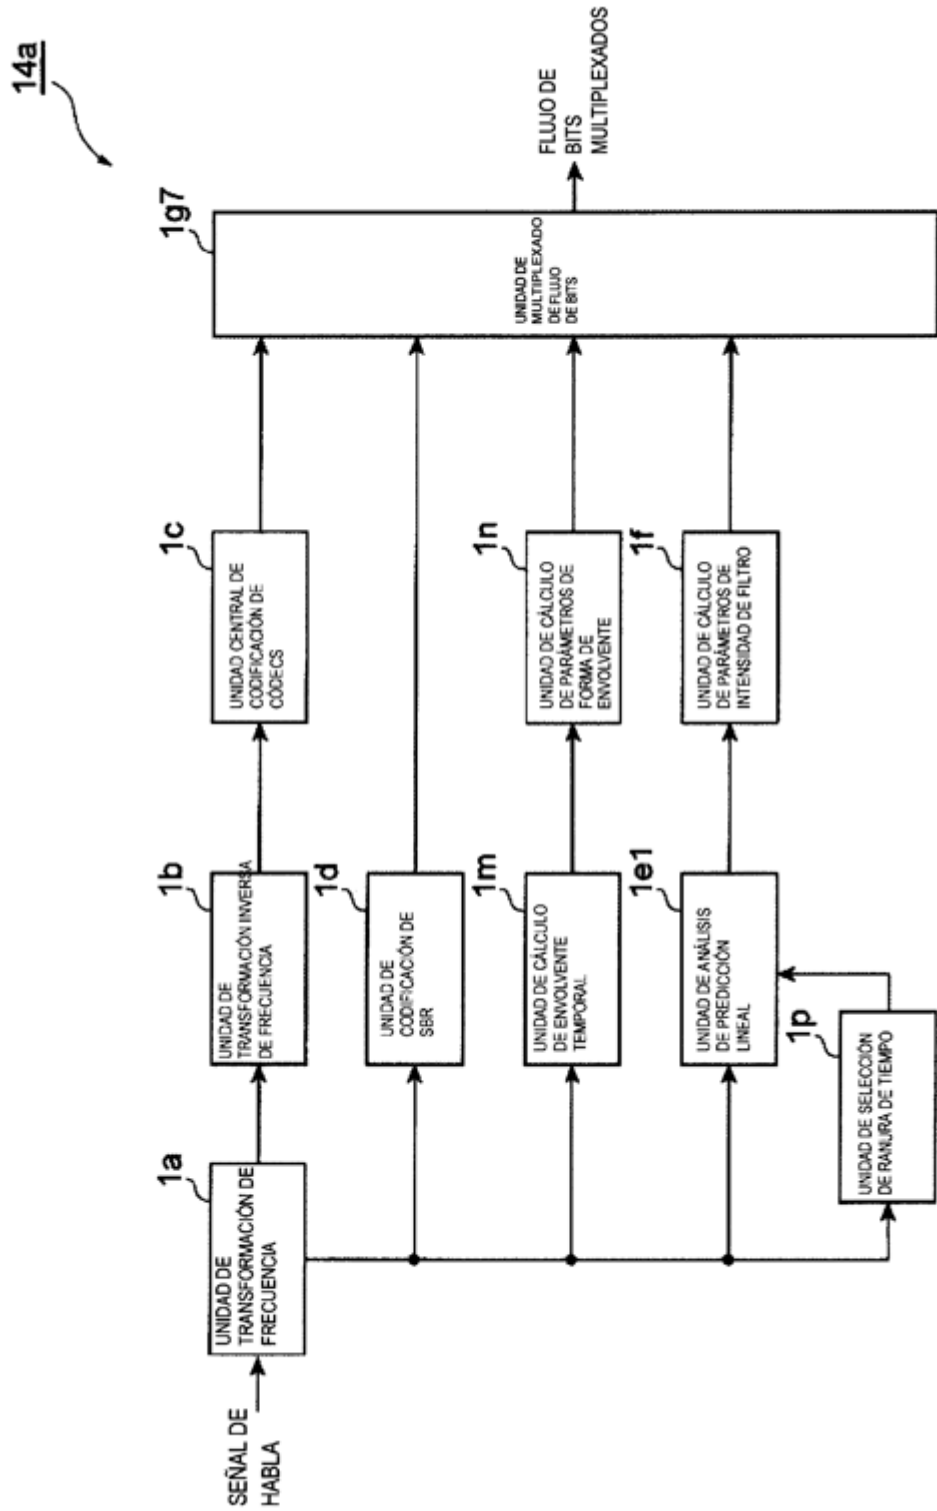 14a
SEÑAL DE
HABLA
1a
UNIDAD DE
TRANSFORMACIÓN DE
FRECUENCIA
1b
UNIDAD DE
TRANSFORMACIÓN INVERSA
DE FRECUENCIA
1c
UNIDAD CENTRAL DE
CODIFICACIÓN DE
CÓDECS
1g7
UNIDAD DE
MULTIPLEXADO
DE FLUJO
DE BITS
FLUJO DE
BITS
MULTIPLEXADOS
1d
UNIDAD DE
CODIFICACIÓN DE
SBR
1m
UNIDAD DE CÁLCULO
DE ENVOLVENTE
TEMPORAL
1n
UNIDAD DE CÁLCULO
DE PARÁMETROS DE
FORMA DE
ENVOLVENTE
1e1
UNIDAD DE ANÁLISIS
DE PREDICCIÓN
LINEAL
1f
UNIDAD DE CÁLCULO
DE PARÁMETROS DE
INTENSIDAD DE FILTRO
1p
UNIDAD DE SELECCIÓN
DE RANURA DE TIEMPO